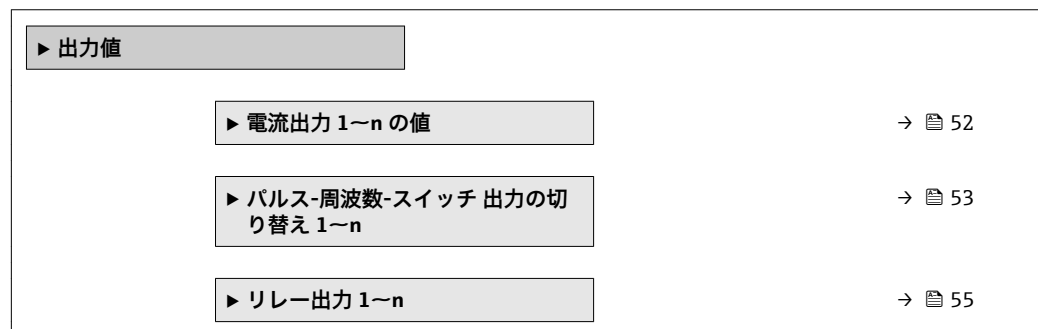 ▶ 出力値
▶ 電流出力 1〜n の値 → 52
▶ パルス-周波数-スイッチ 出力の切 → 53
り替え 1〜n
▶ リレー出力 1〜n → 55